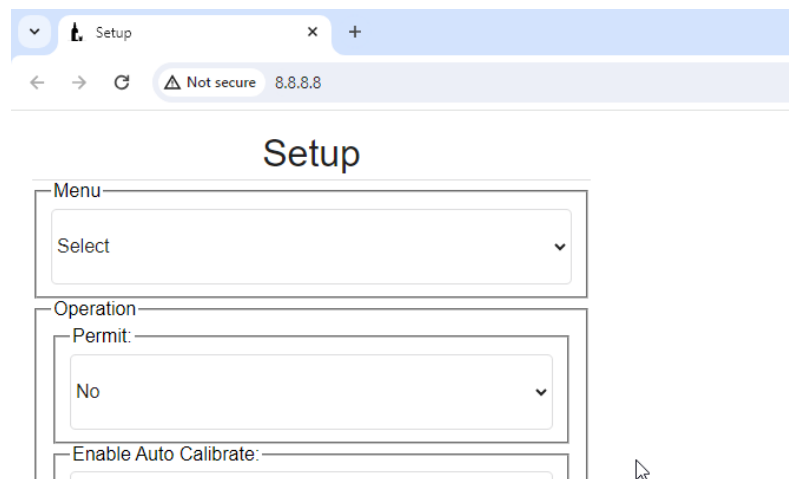 Setup
Not secure 8.8.8.8
Setup
Menu
Select
Operation
Permit:
No
Enable Auto Calibrate: